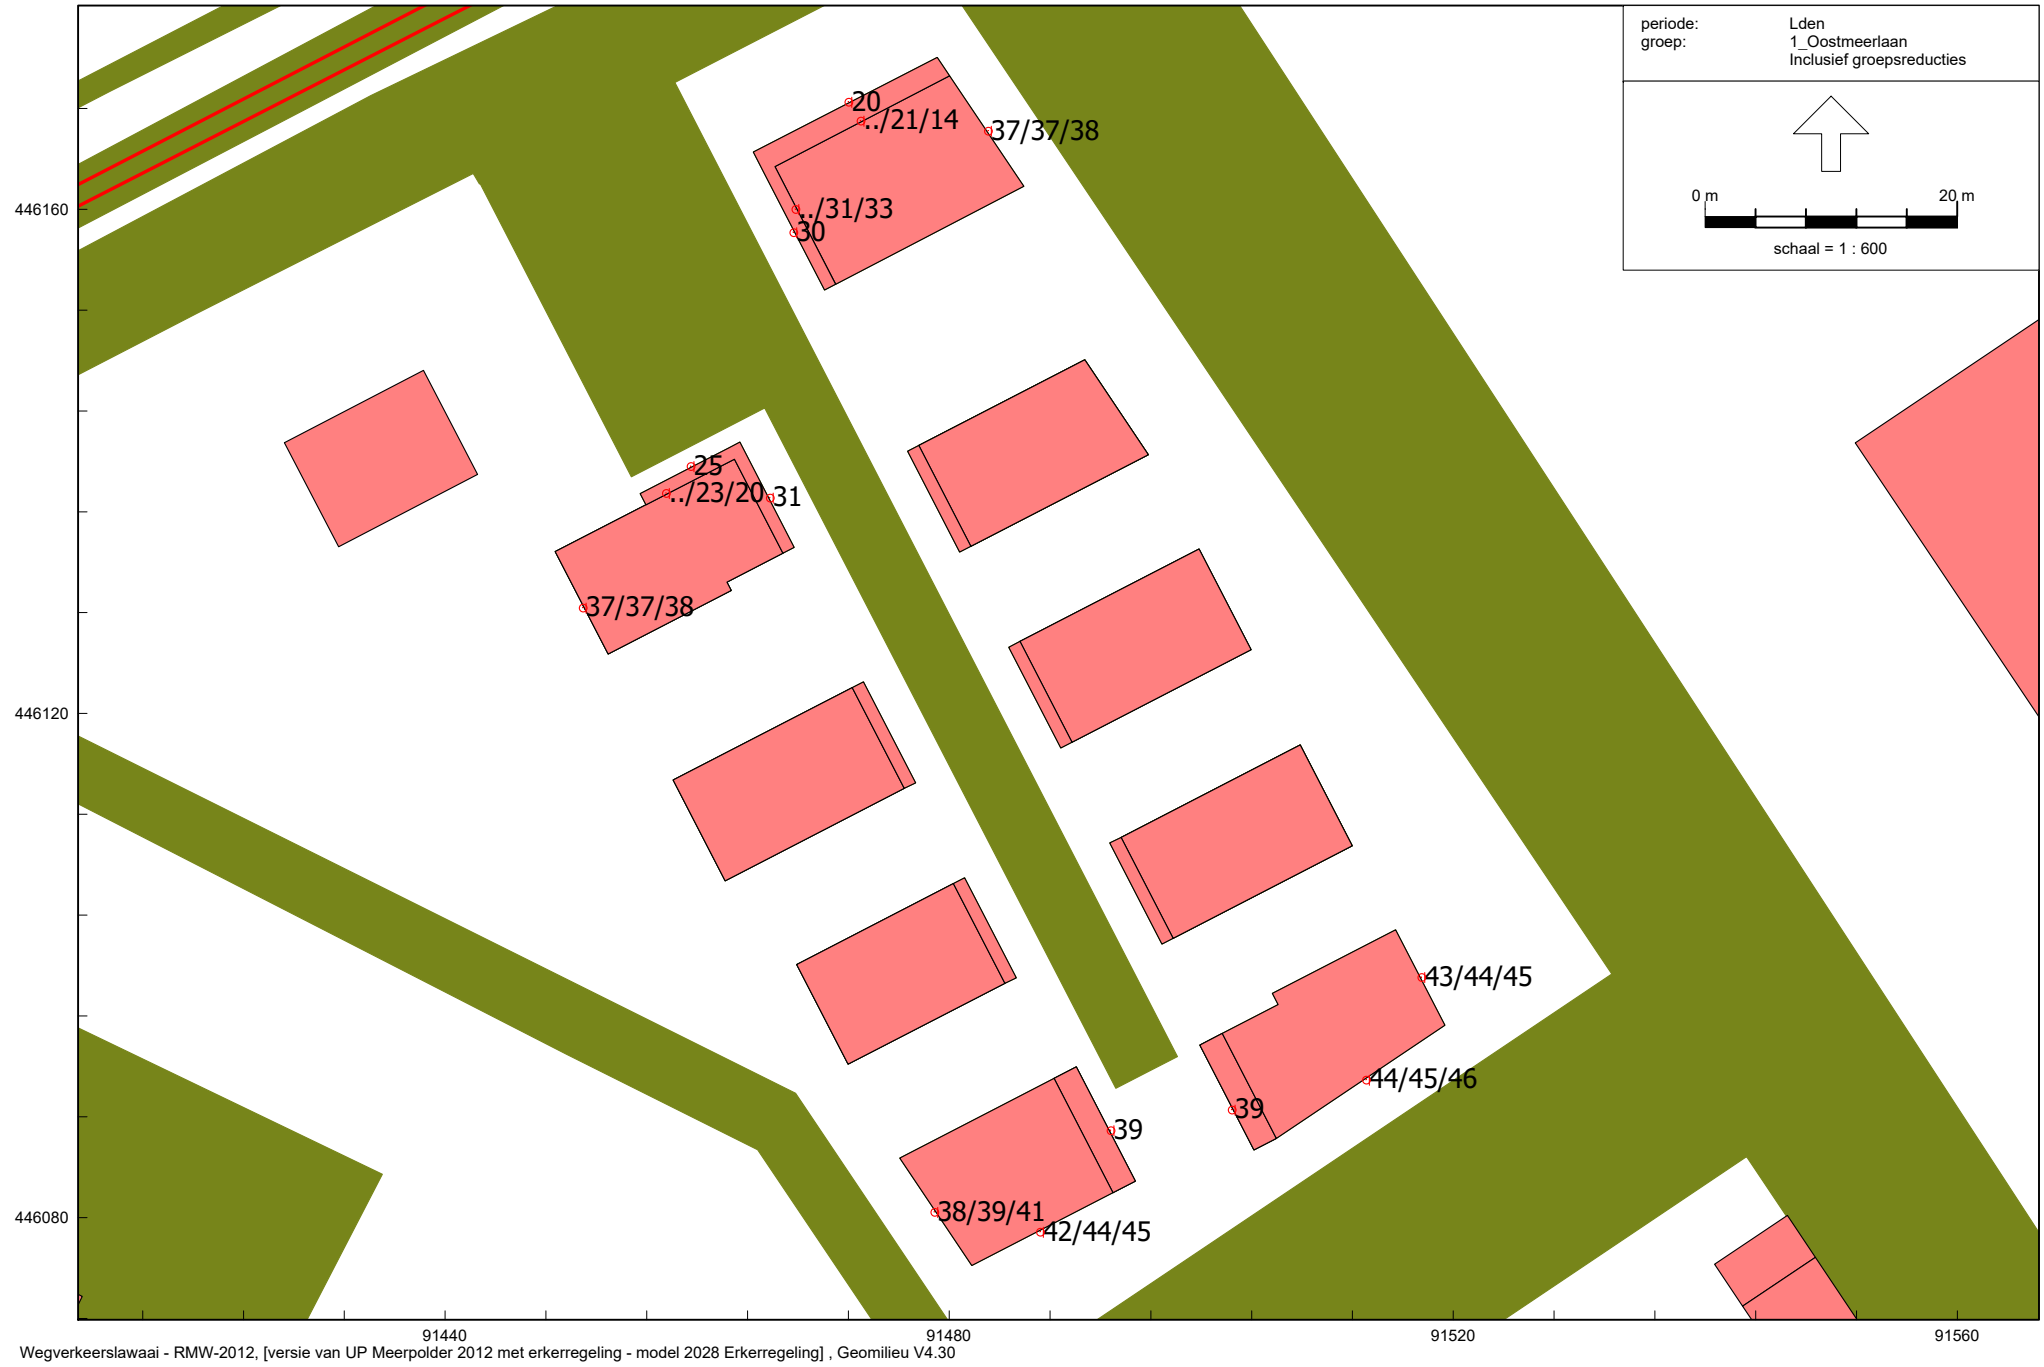 periode: Lden
groep: 1_Oostmeerlaan
Inclusief groepsreducties
0 m 20 m
schaal = 1 : 600
20
../21/14
37/37/38
../31/33
30
25
../23/20
31
37/37/38
43/44/45
44/45/46
39
39
38/39/41
42/44/45
446160
446120
446080
91440 91480 91520 91560
Wegverkeerslawaai - RMW-2012, [versie van UP Meerpolder 2012 met erkerregeling - model 2028 Erkerregeling] , Geomilieu V4.30